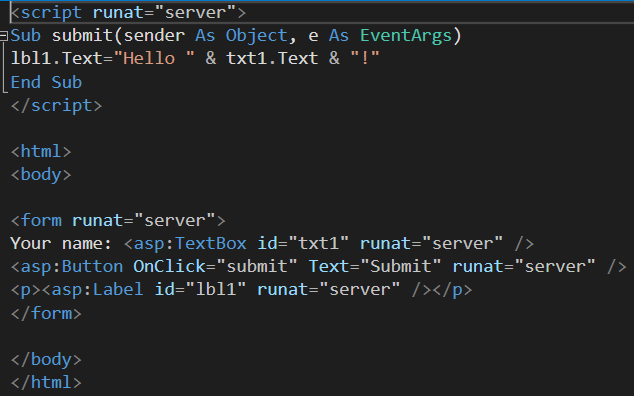 <script runat="server">
Sub submit(sender As Object, e As EventArgs)
lbl1.Text="Hello " & txt1.Text & "!"
End Sub
</script>
<html>
<body>
<form runat="server">
Your name: <asp:TextBox id="txt1" runat="server" />
<asp:Button OnClick="submit" Text="Submit" runat="server" />
<p><asp:Label id="lbl1" runat="server" /></p>
</form>
</body>
</html>